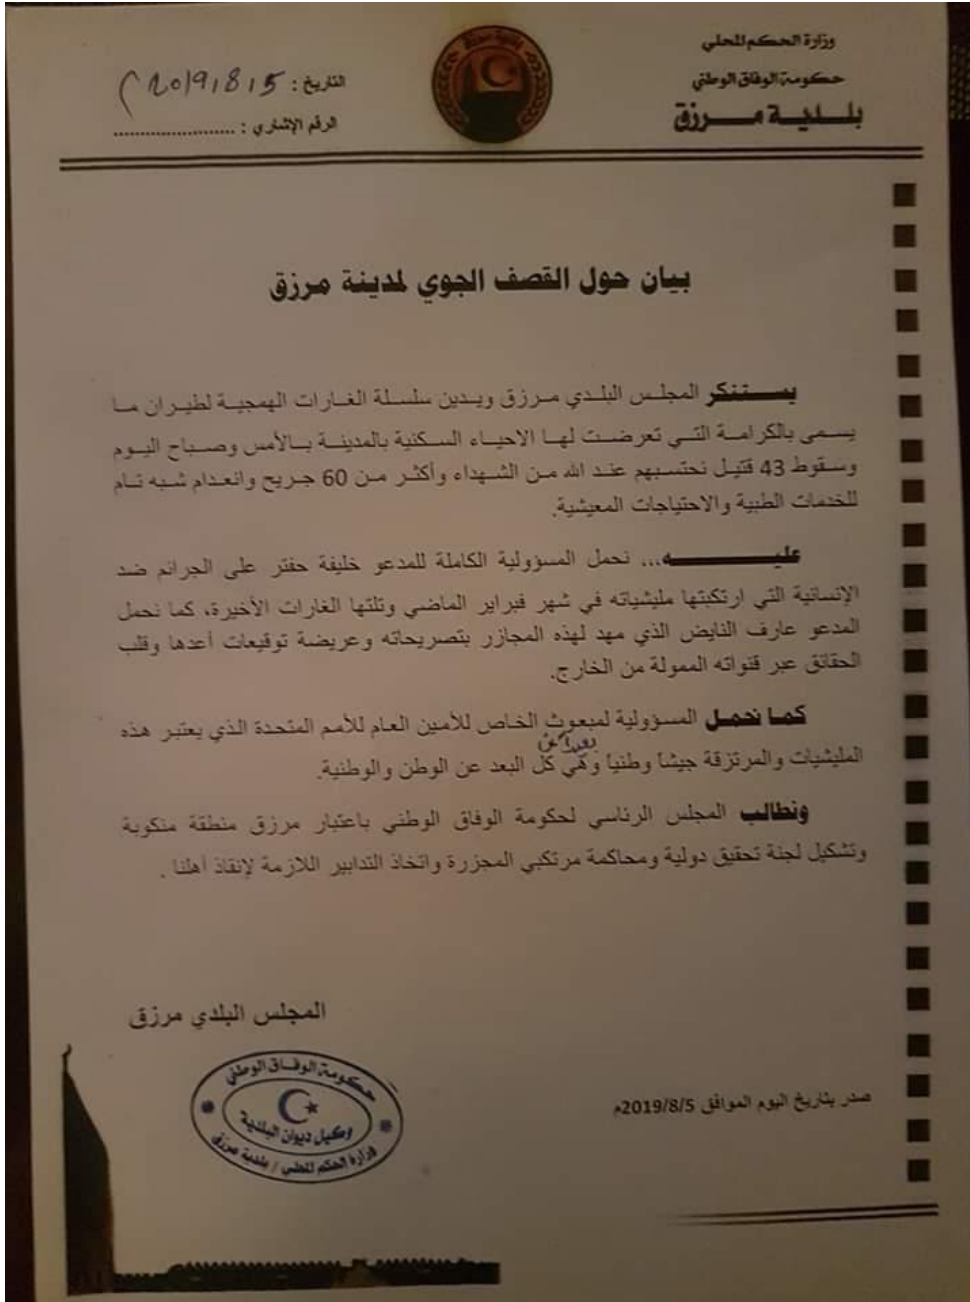 وزارة الحكم المحلي
حكومة الوفاق الوطني
بلدية مرزق
التاريخ : 2019/8/5 م
الرقم الإشاري : ......................
بيان حول القصف الجوي لمدينة مرزق
يستنكر المجلس البلدي مرزق ويدين سلسلة الغارات الهمجية لطيران ما
يسمى بالكرامة التي تعرضت لها الاحياء السكنية بالمدينة بالأمس وصباح اليوم
وسقوط 43 قتيل نحتسبهم عند الله من الشهداء وأكثر من 60 جريح وانعدام شبه تام
للخدمات الطبية والاحتياجات المعيشية.
عليه... نحمل المسؤولية الكاملة للمدعو خليفة حفتر على الجرائم ضد
الإنسانية التي ارتكبتها مليشياته في شهر فبراير الماضي وتلتها الغارات الأخيرة، كما نحمل
المدعو عارف النايض الذي مهد لهذه المجازر بتصريحاته وعريضة توقيعات أعدها وقلب
الحقائق عبر قنواته الممولة من الخارج.
كما نحمل المسؤولية لمبعوث الخاص للأمين العام للأمم المتحدة الذي يعتبر هذه
المليشيات والمرتزقة جيشاً وطنياً وهي كل البعد عن الوطن والوطنية.
ونطالب المجلس الرئاسي لحكومة الوفاق الوطني باعتبار مرزق منطقة منكوبة
وتشكيل لجنة تحقيق دولية ومحاكمة مرتكبي المجزرة واتخاذ التدابير اللازمة لإنقاذ أهلنا .
المجلس البلدي مرزق
حكومة الوفاق الوطني
وكيل ديوان البلدية
وزارة الحكم المحلي / بلدية مرزق
صدر بتاريخ اليوم الموافق 2019/8/5م